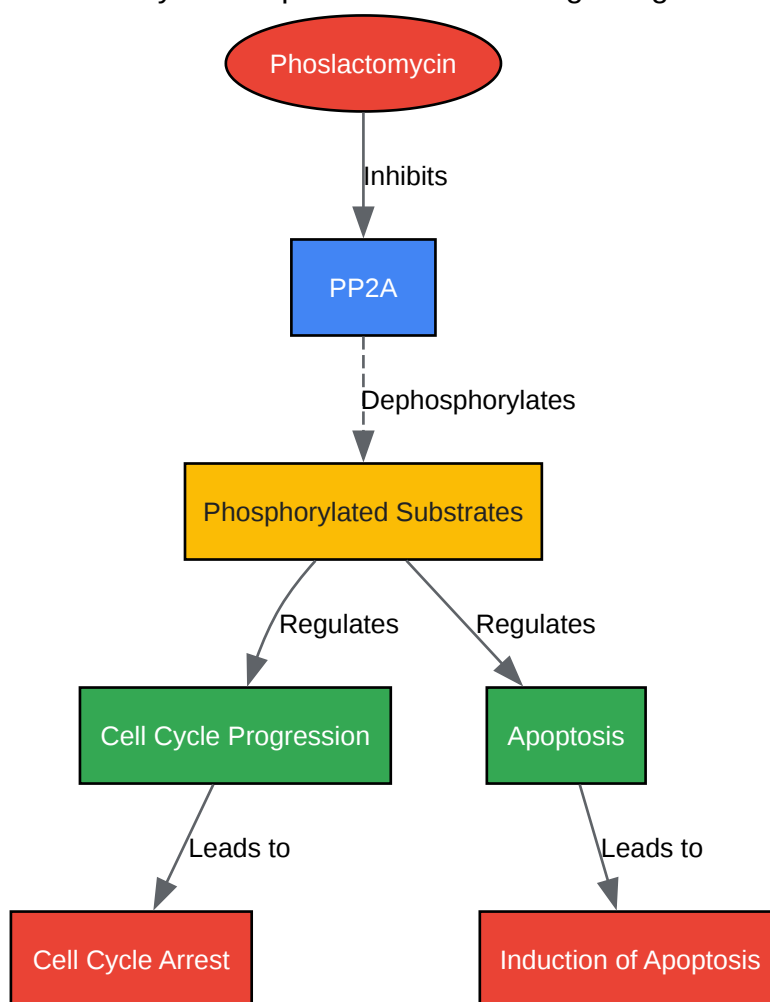 Phoslactomycin
Inhibits
PP2A
Dephosphorylates
Phosphorylated Substrates
Regulates
Regulates
Cell Cycle Progression
Apoptosis
Leads to
Leads to
Cell Cycle Arrest
Induction of Apoptosis